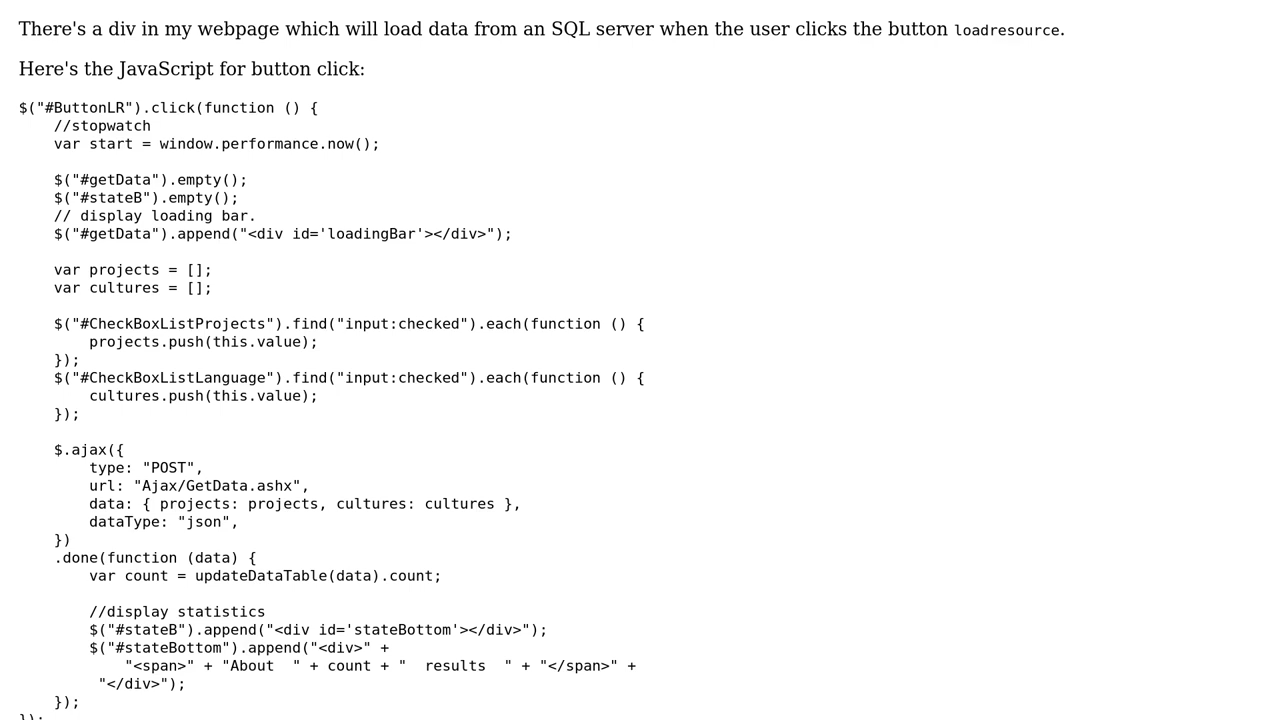 There's a div in my webpage which will load data from an SQL server when the user clicks the button loadresource.
Here's the JavaScript for button click:
$("#ButtonLR").click(function () {
    //stopwatch
    var start = window.performance.now();

    $("#getData").empty();
    $("#stateB").empty();
    // display loading bar.
    $("#getData").append("<div id='loadingBar'></div>");

    var projects = [];
    var cultures = [];

    $("#CheckBoxListProjects").find("input:checked").each(function () {
        projects.push(this.value);
    });
    $("#CheckBoxListLanguage").find("input:checked").each(function () {
        cultures.push(this.value);
    });

    $.ajax({
        type: "POST",
        url: "Ajax/GetData.ashx",
        data: { projects: projects, cultures: cultures },
        dataType: "json",
    })
    .done(function (data) {
        var count = updateDataTable(data).count;

        //display statistics
        $("#stateB").append("<div id='stateBottom'></div>");
        $("#stateBottom").append("<div>" +
            "<span>" + "About  " + count + "  results  " + "</span>" +
         "</div>");
    });
});